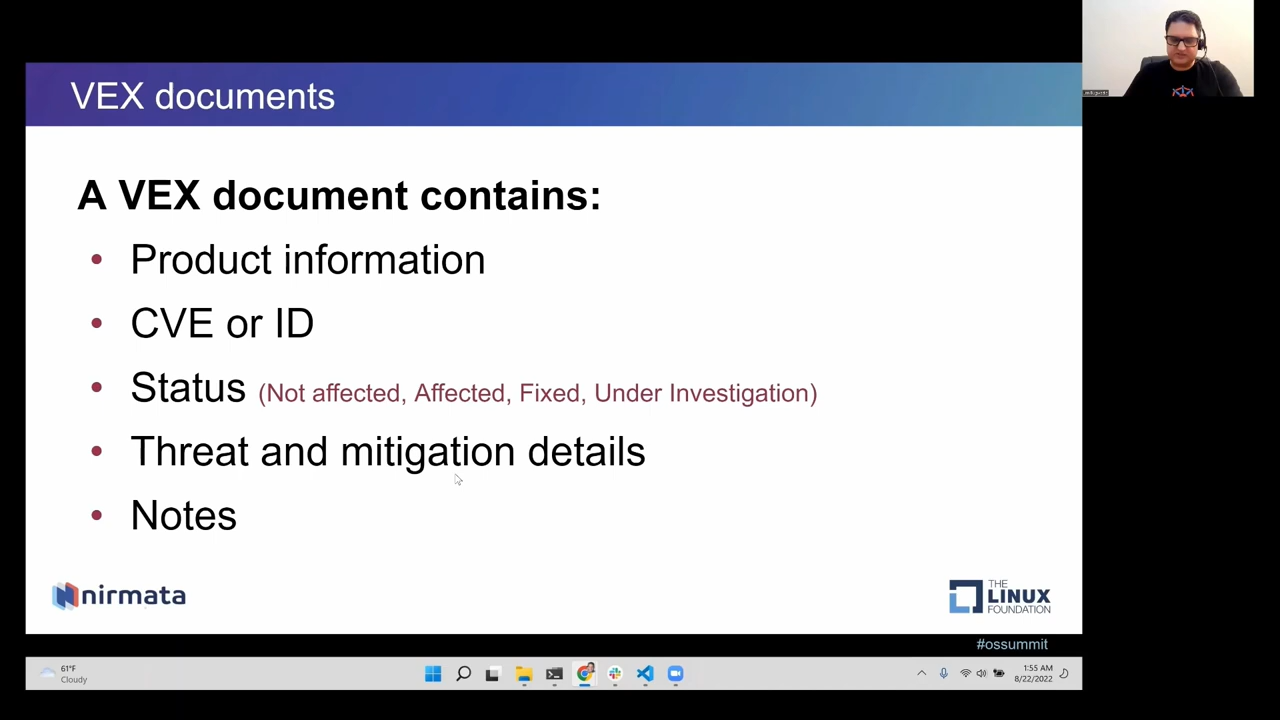 VEX documents
A VEX document contains:
• Product information
• CVE or ID
• Status (Not affected, Affected, Fixed, Under Investigation)
• Threat and mitigation details
• Notes
nirmata
THE
LINUX
FOUNDATION
#ossummit
61°F
Cloudy
1:55 AM
8/22/2022